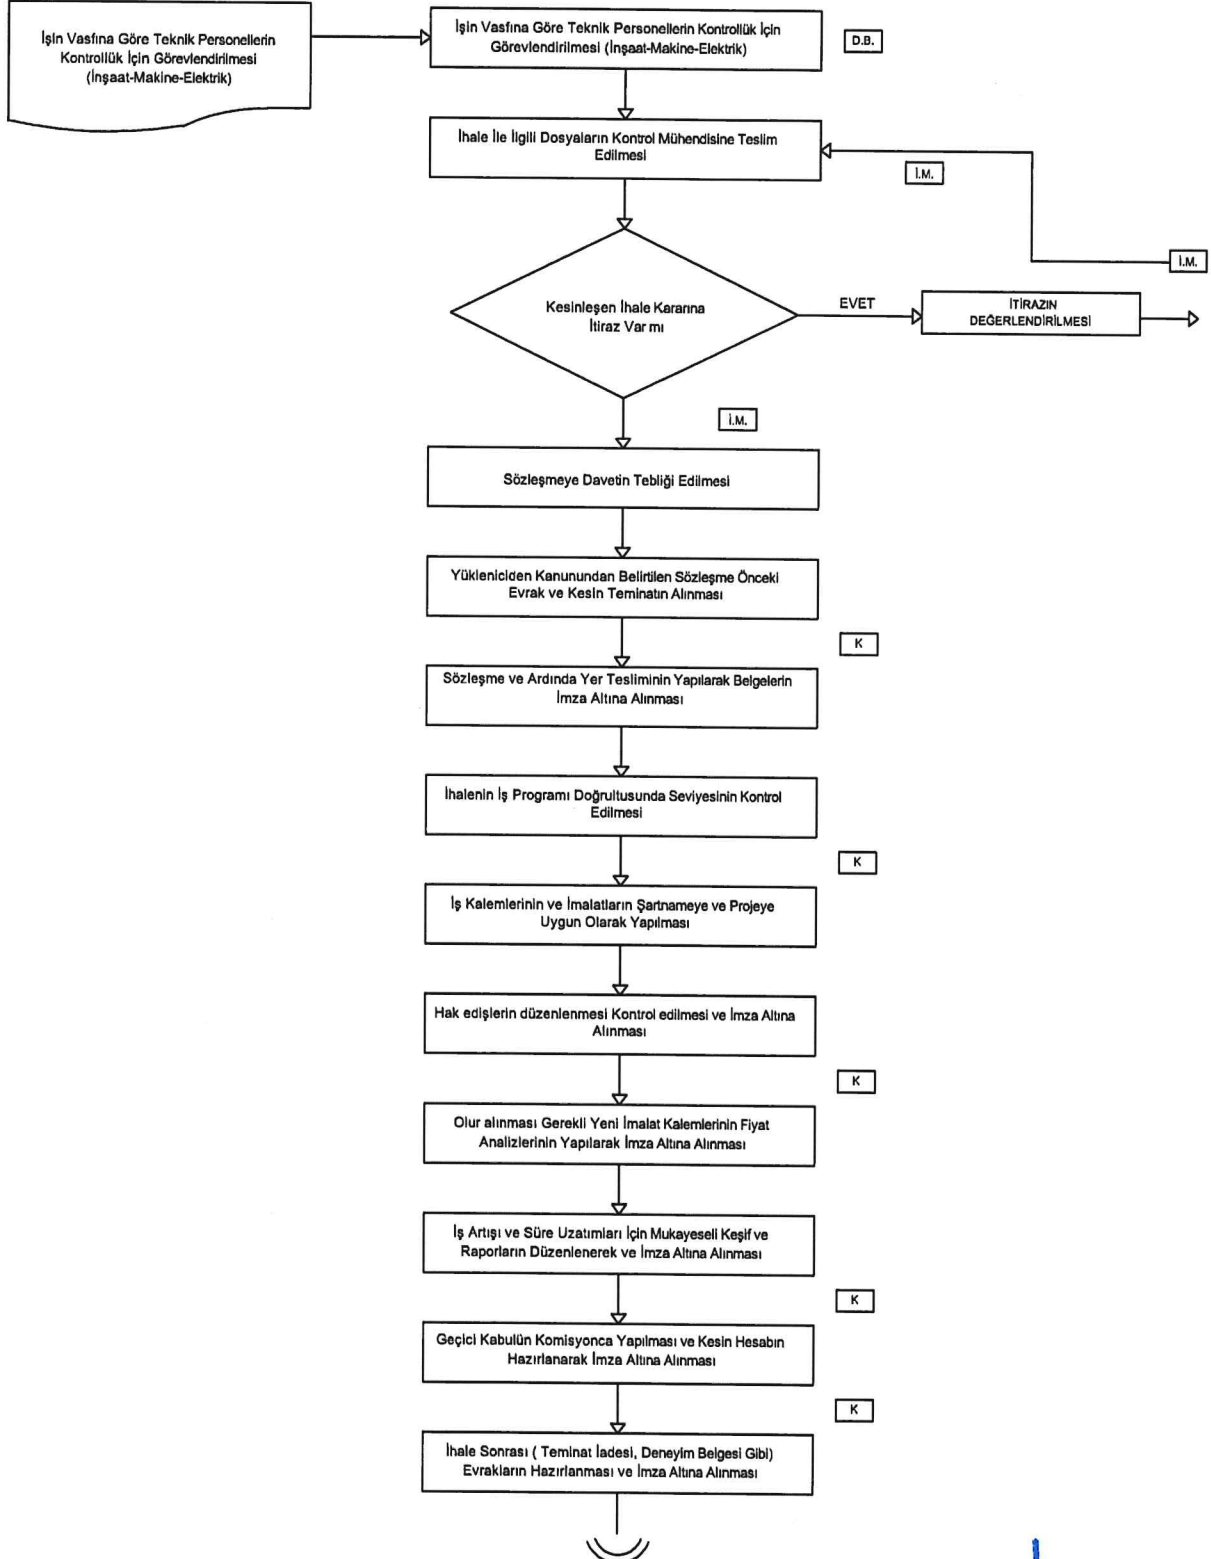 İşin Vasfına Göre Teknik Personellerin
Kontrollük İçin Görevlendirilmesi
(İnşaat-Makine-Elektrik)
İşin Vasfına Göre Teknik Personellerin Kontrollük İçin
Görevlendirilmesi (İnşaat-Makine-Elektrik)
D.B.
İhale İle İlgili Dosyaların Kontrol Mühendisine Teslim
Edilmesi
İ.M.
İ.M.
Kesinleşen İhale Kararına
İtiraz Var mı
EVET
İTİRAZIN
DEĞERLENDİRİLMESİ
İ.M.
Sözleşmeye Davetin Tebliği Edilmesi
Yükleniciden Kanunundan Belirtilen Sözleşme Önceki
Evrak ve Kesin Teminatın Alınması
K
Sözleşme ve Ardında Yer Tesliminin Yapılarak Belgelerin
İmza Altına Alınması
İhalenin İş Programı Doğrultusunda Seviyesinin Kontrol
Edilmesi
K
İş Kalemlerinin ve İmalatların Şartnameye ve Projeye
Uygun Olarak Yapılması
Hak edişlerin düzenlenmesi Kontrol edilmesi ve İmza Altına
Alınması
K
Olur alınması Gerekli Yeni İmalat Kalemlerinin Fiyat
Analizlerinin Yapılarak İmza Altına Alınması
İş Artışı ve Süre Uzatımları İçin Mukayeseli Keşif ve
Raporların Düzenlenerek ve İmza Altına Alınması
K
Geçici Kabulün Komisyonca Yapılması ve Kesin Hesabın
Hazırlanarak İmza Altına Alınması
K
İhale Sonrası ( Teminat İadesi, Deneyim Belgesi Gibi)
Evrakların Hazırlanması ve İmza Altına Alınması